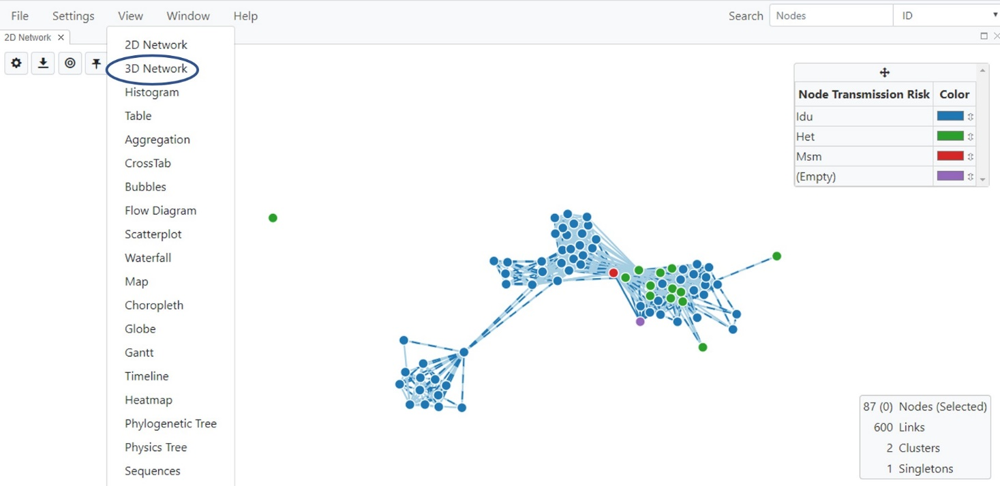 File Settings View Window Help Search Nodes ID
2D Network
2D Network
3D Network
Histogram
Table
Aggregation
CrossTab
Bubbles
Flow Diagram
Scatterplot
Waterfall
Map
Choropleth
Globe
Gantt
Timeline
Heatmap
Phylogenetic Tree
Physics Tree
Sequences
Node Transmission Risk Color
Idu
Het
Msm
(Empty)
87 (0) Nodes (Selected)
600 Links
2 Clusters
1 Singletons